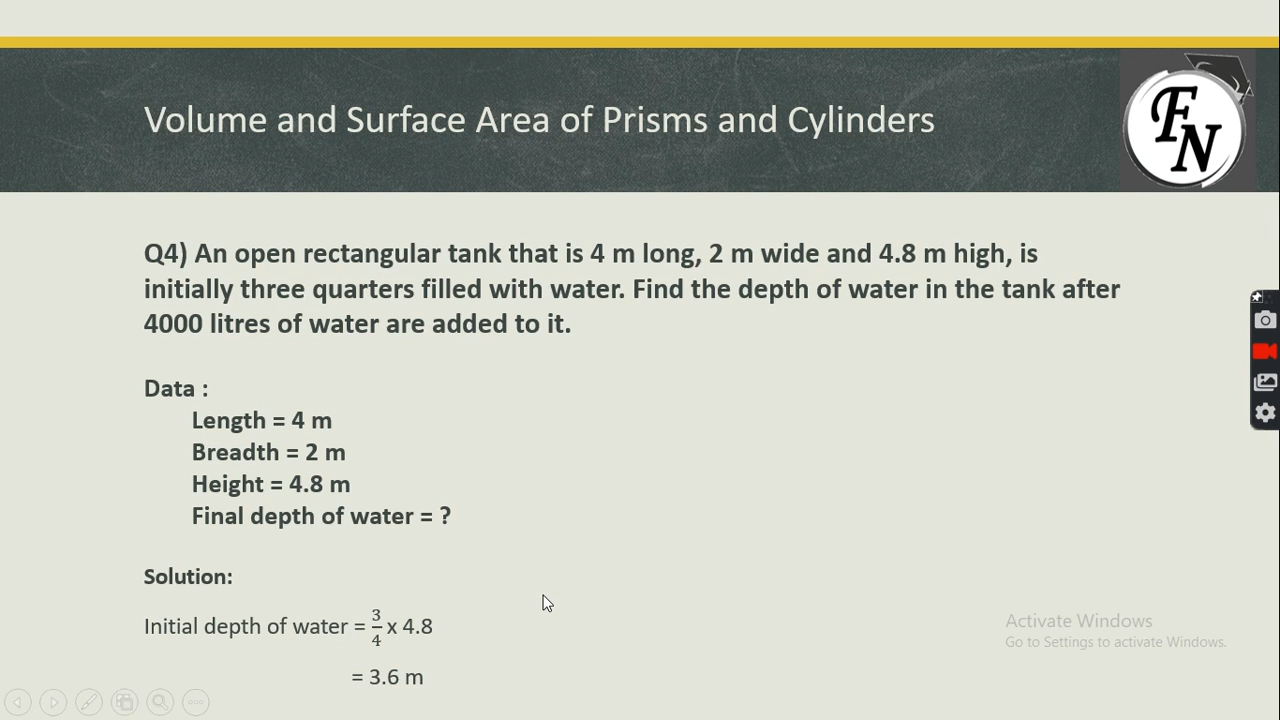 Volume and Surface Area of Prisms and Cylinders
FN
Q4) An open rectangular tank that is 4 m long, 2 m wide and 4.8 m high, is
initially three quarters filled with water. Find the depth of water in the tank after
4000 litres of water are added to it.
Data :
Length = 4 m
Breadth = 2 m
Height = 4.8 m
Final depth of water = ?
Solution:
Initial depth of water = 3/4 x 4.8
= 3.6 m
Activate Windows
Go to Settings to activate Windows.